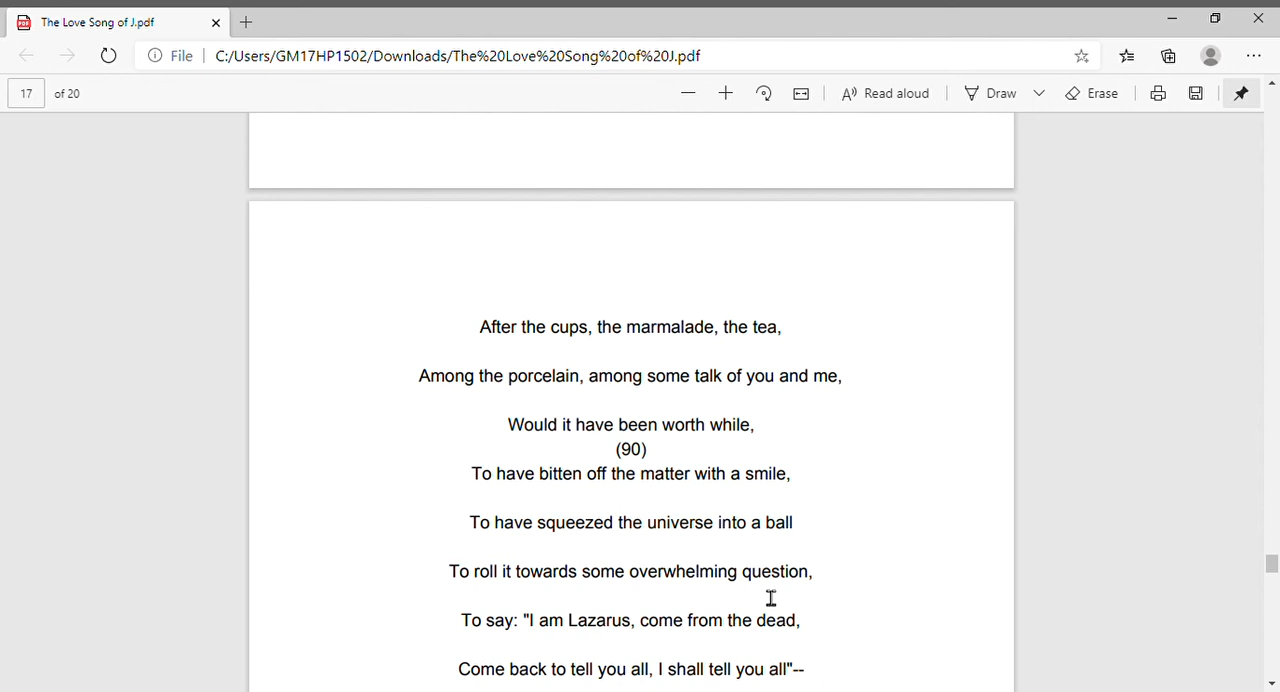 The Love Song of J.pdf
File C:/Users/GM17HP1502/Downloads/The%20Love%20Song%20of%20J.pdf
17 of 20 Read aloud Draw Erase
After the cups, the marmalade, the tea,
Among the porcelain, among some talk of you and me,
Would it have been worth while,
(90)
To have bitten off the matter with a smile,
To have squeezed the universe into a ball
To roll it towards some overwhelming question,
To say: "I am Lazarus, come from the dead,
Come back to tell you all, I shall tell you all"--